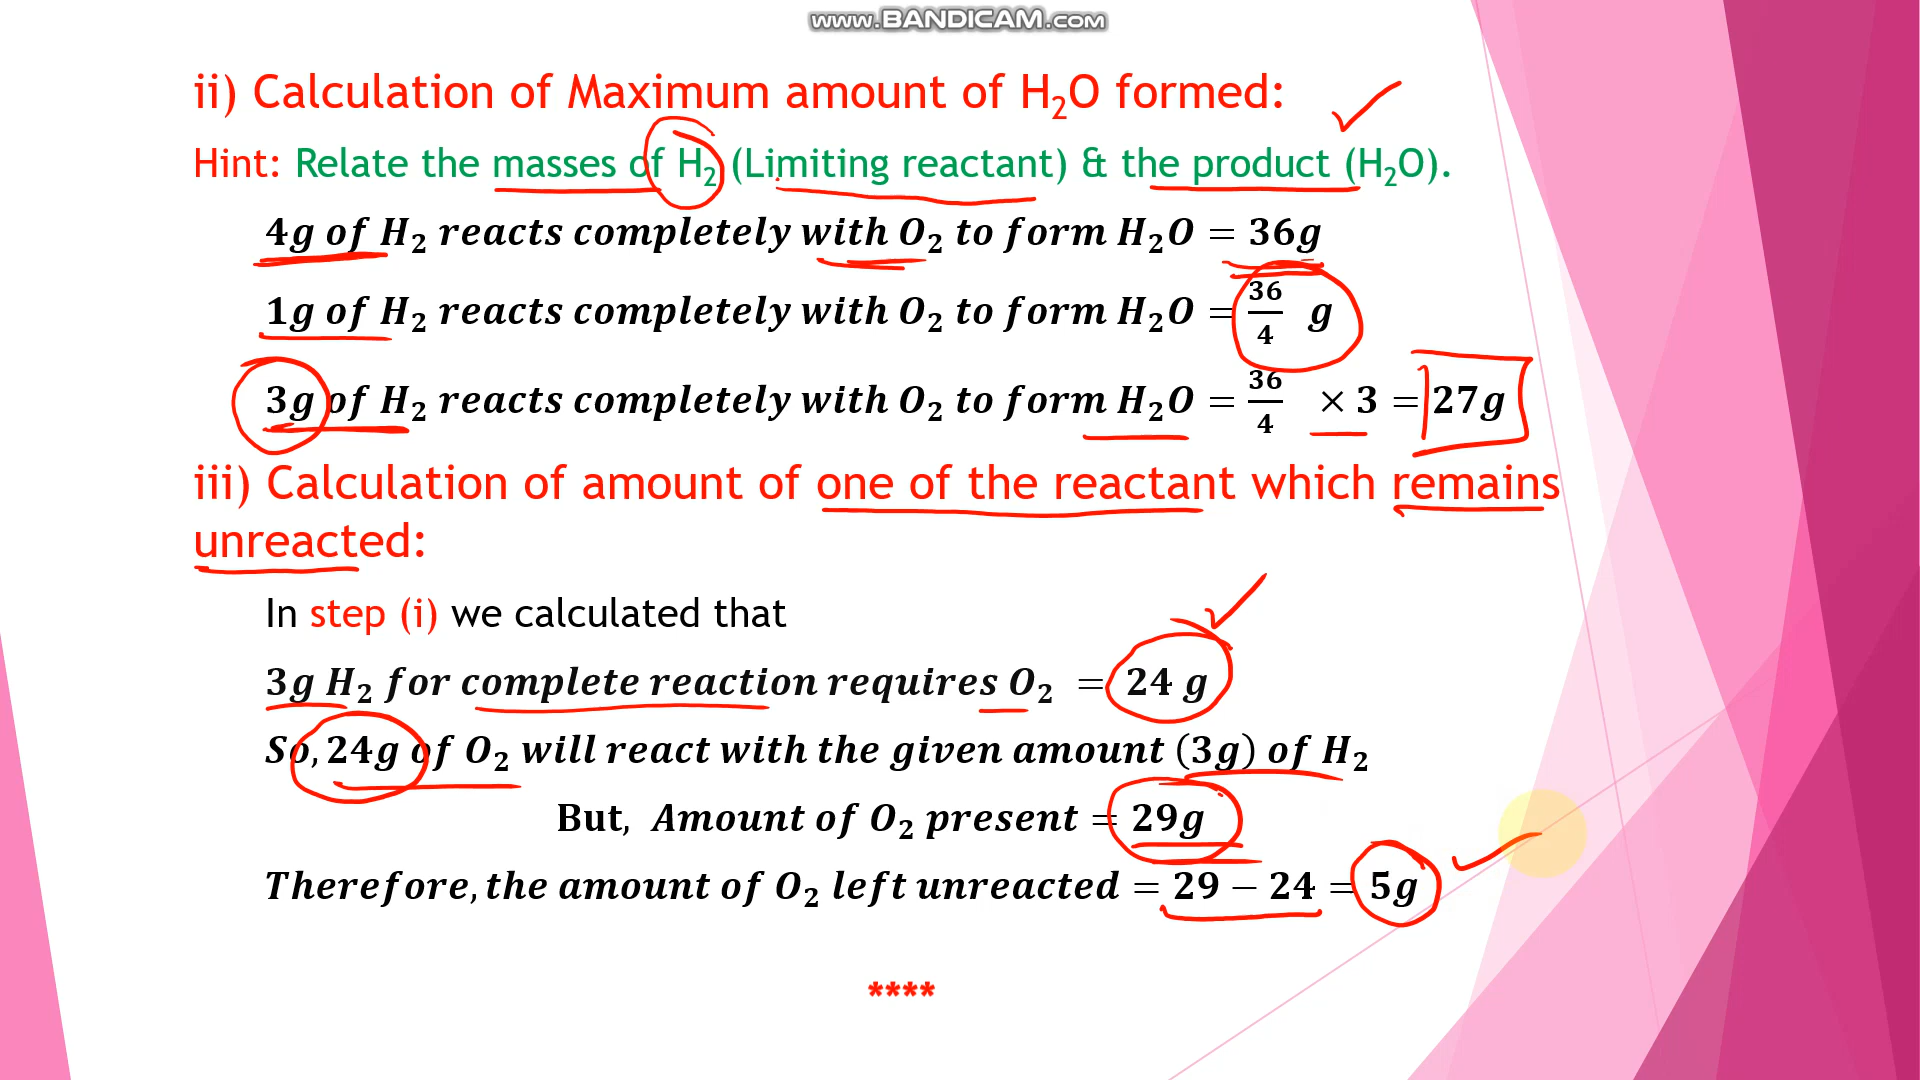 www.BANDICAM.com
ii) Calculation of Maximum amount of H₂O formed:
Hint: Relate the masses of H₂ (Limiting reactant) & the product (H₂O).
4g of H₂ reacts completely with O₂ to form H₂O = 36g
1g of H₂ reacts completely with O₂ to form H₂O = 36/4 g
3g of H₂ reacts completely with O₂ to form H₂O = 36/4 × 3 = 27g
iii) Calculation of amount of one of the reactant which remains
unreacted:
In step (i) we calculated that
3g H₂ for complete reaction requires O₂ = 24 g
So, 24g of O₂ will react with the given amount (3g) of H₂
But, Amount of O₂ present = 29g
Therefore, the amount of O₂ left unreacted = 29 − 24 = 5g
****